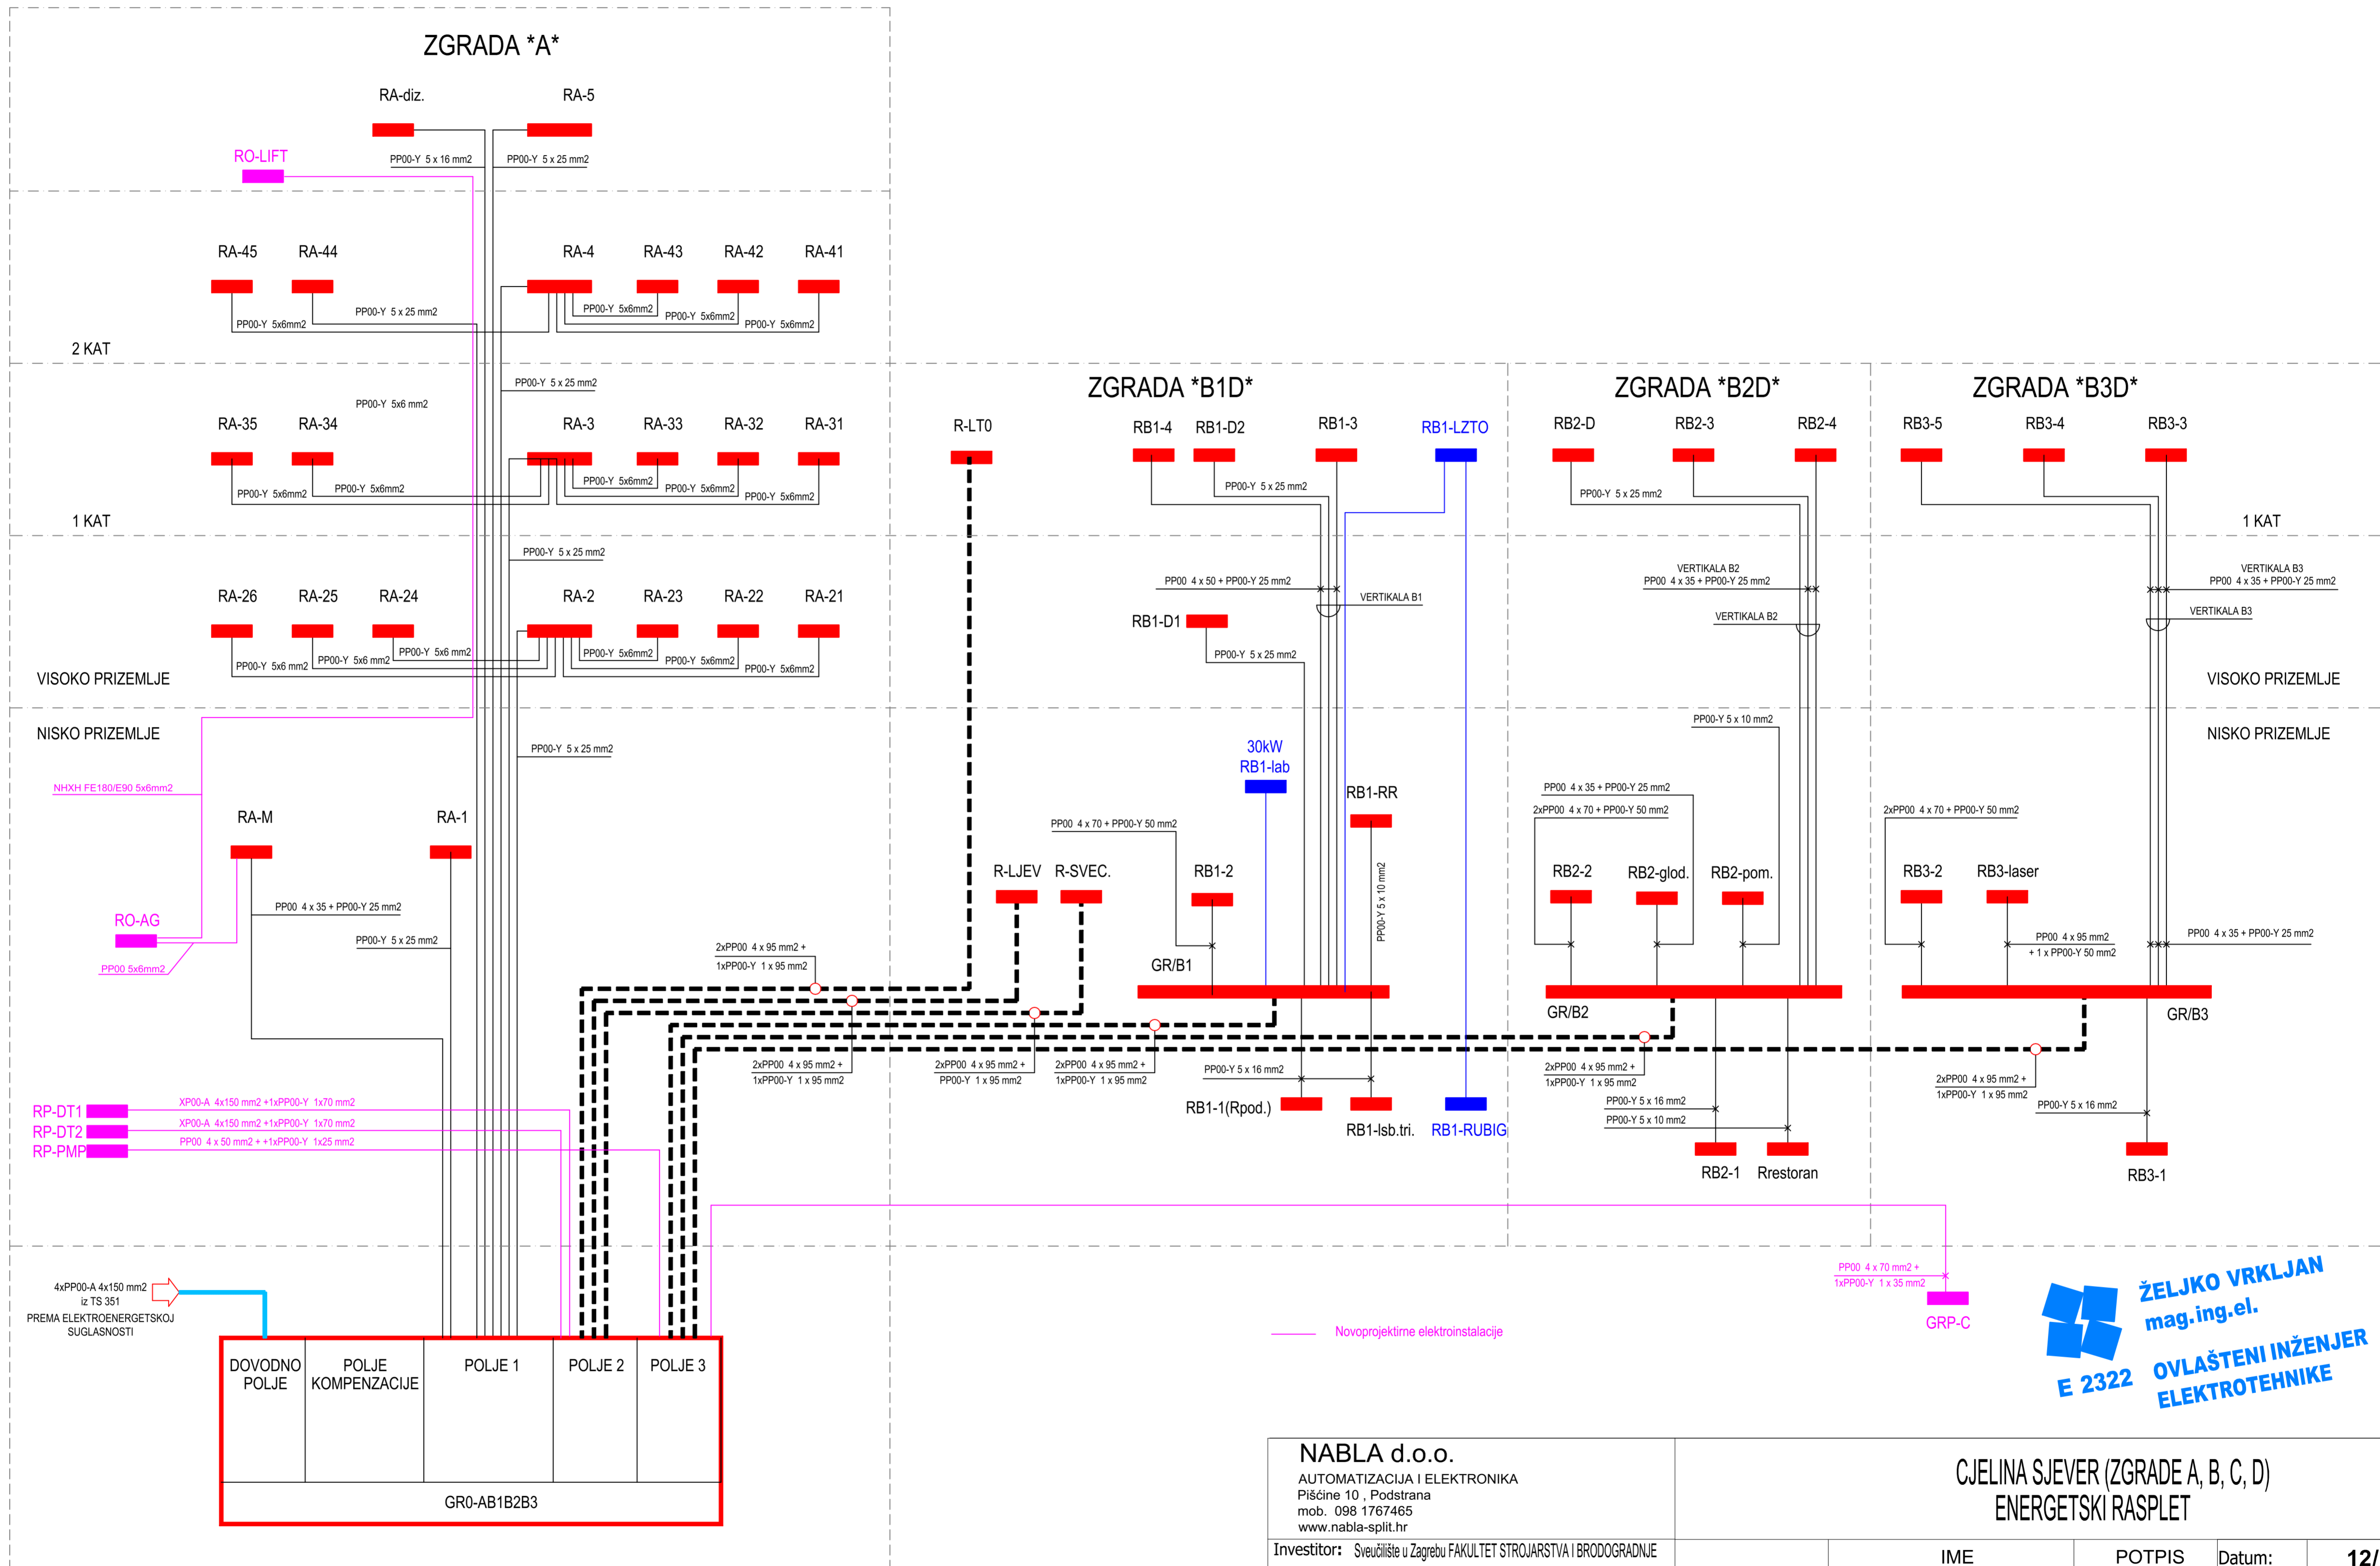 ZGRADA *A*
RA-diz.
RA-5
RO-LIFT
PP00-Y 5 x 16 mm2
PP00-Y 5 x 25 mm2
RA-45
RA-44
RA-4
RA-43
RA-42
RA-41
PP00-Y 5x6mm2
PP00-Y 5 x 25 mm2
PP00-Y 5x6mm2
PP00-Y 5x6mm2
PP00-Y 5x6mm2
2 KAT
PP00-Y 5 x 25 mm2
PP00-Y 5x6 mm2
RA-35
RA-34
RA-3
RA-33
RA-32
RA-31
PP00-Y 5x6mm2
PP00-Y 5x6mm2
PP00-Y 5x6mm2
PP00-Y 5x6mm2
PP00-Y 5x6mm2
1 KAT
PP00-Y 5 x 25 mm2
RA-26
RA-25
RA-24
RA-2
RA-23
RA-22
RA-21
PP00-Y 5x6 mm2
PP00-Y 5x6 mm2
PP00-Y 5x6 mm2
PP00-Y 5x6mm2
PP00-Y 5x6mm2
PP00-Y 5x6mm2
VISOKO PRIZEMLJE
NISKO PRIZEMLJE
PP00-Y 5 x 25 mm2
NHXH FE180/E90 5x6mm2
RA-M
RA-1
RO-AG
PP00 4 x 35 + PP00-Y 25 mm2
PP00-Y 5 x 25 mm2
PP00 5x6mm2
RP-DT1
XP00-A 4x150 mm2 +1xPP00-Y 1x70 mm2
RP-DT2
XP00-A 4x150 mm2 +1xPP00-Y 1x70 mm2
RP-PMP
PP00 4 x 50 mm2 + +1xPP00-Y 1x25 mm2
4xPP00-A 4x150 mm2
iz TS 351
PREMA ELEKTROENERGETSKOJ
SUGLASNOSTI
DOVODNO
POLJE
POLJE
KOMPENZACIJE
POLJE 1
POLJE 2
POLJE 3
GR0-AB1B2B3
ZGRADA *B1D*
R-LT0
RB1-4
RB1-D2
RB1-3
RB1-LZTO
PP00-Y 5 x 25 mm2
PP00 4 x 50 + PP00-Y 25 mm2
VERTIKALA B1
RB1-D1
PP00-Y 5 x 25 mm2
30kW
RB1-lab
RB1-RR
PP00 4 x 70 + PP00-Y 50 mm2
R-LJEV
R-SVEC.
RB1-2
PP00-Y 5 x 10 mm2
GR/B1
2xPP00 4 x 95 mm2 +
1xPP00-Y 1 x 95 mm2
2xPP00 4 x 95 mm2 +
1xPP00-Y 1 x 95 mm2
2xPP00 4 x 95 mm2 +
PP00-Y 1 x 95 mm2
2xPP00 4 x 95 mm2 +
1xPP00-Y 1 x 95 mm2
PP00-Y 5 x 16 mm2
RB1-1(Rpod.)
RB1-lsb.tri.
RB1-RUBIG
ZGRADA *B2D*
RB2-D
RB2-3
RB2-4
PP00-Y 5 x 25 mm2
VERTIKALA B2
PP00 4 x 35 + PP00-Y 25 mm2
VERTIKALA B2
PP00-Y 5 x 10 mm2
PP00 4 x 35 + PP00-Y 25 mm2
2xPP00 4 x 70 + PP00-Y 50 mm2
RB2-2
RB2-glod.
RB2-pom.
GR/B2
2xPP00 4 x 95 mm2 +
1xPP00-Y 1 x 95 mm2
PP00-Y 5 x 16 mm2
PP00-Y 5 x 10 mm2
RB2-1
Rrestoran
ZGRADA *B3D*
RB3-5
RB3-4
RB3-3
1 KAT
VERTIKALA B3
PP00 4 x 35 + PP00-Y 25 mm2
VERTIKALA B3
VISOKO PRIZEMLJE
NISKO PRIZEMLJE
2xPP00 4 x 70 + PP00-Y 50 mm2
RB3-2
RB3-laser
PP00 4 x 95 mm2
+ 1 x PP00-Y 50 mm2
PP00 4 x 35 + PP00-Y 25 mm2
GR/B3
2xPP00 4 x 95 mm2 +
1xPP00-Y 1 x 95 mm2
PP00-Y 5 x 16 mm2
RB3-1
PP00 4 x 70 mm2 +
1xPP00-Y 1 x 35 mm2
GRP-C
Novoprojektirne elektroinstalacije
ŽELJKO VRKLJAN
mag.ing.el.
E 2322
OVLAŠTENI INŽENJER
ELEKTROTEHNIKE
NABLA d.o.o.
AUTOMATIZACIJA I ELEKTRONIKA
Pišćine 10 , Podstrana
mob. 098 1767465
www.nabla-split.hr
CJELINA SJEVER (ZGRADE A, B, C, D)
ENERGETSKI RASPLET
Investitor: Sveučilište u Zagrebu FAKULTET STROJARSTVA I BRODOGRADNJE
IME
POTPIS
Datum:
12/